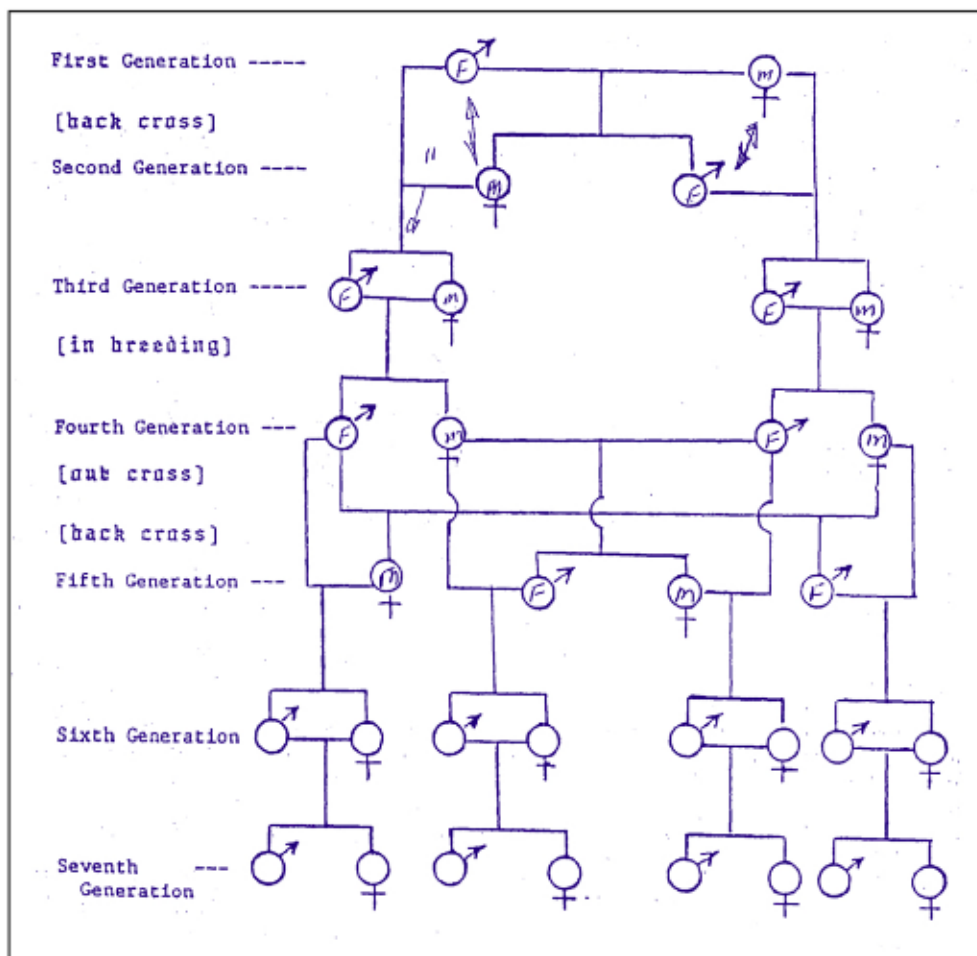 First Generation -----
F m
[back cross]
Second Generation ----
"
m F
Third Generation -----
F m F m
[in breeding]
Fourth Generation ---
F m F m
[out cross]
[back cross]
Fifth Generation ---
m F m F
Sixth Generation
Seventh ---
Generation